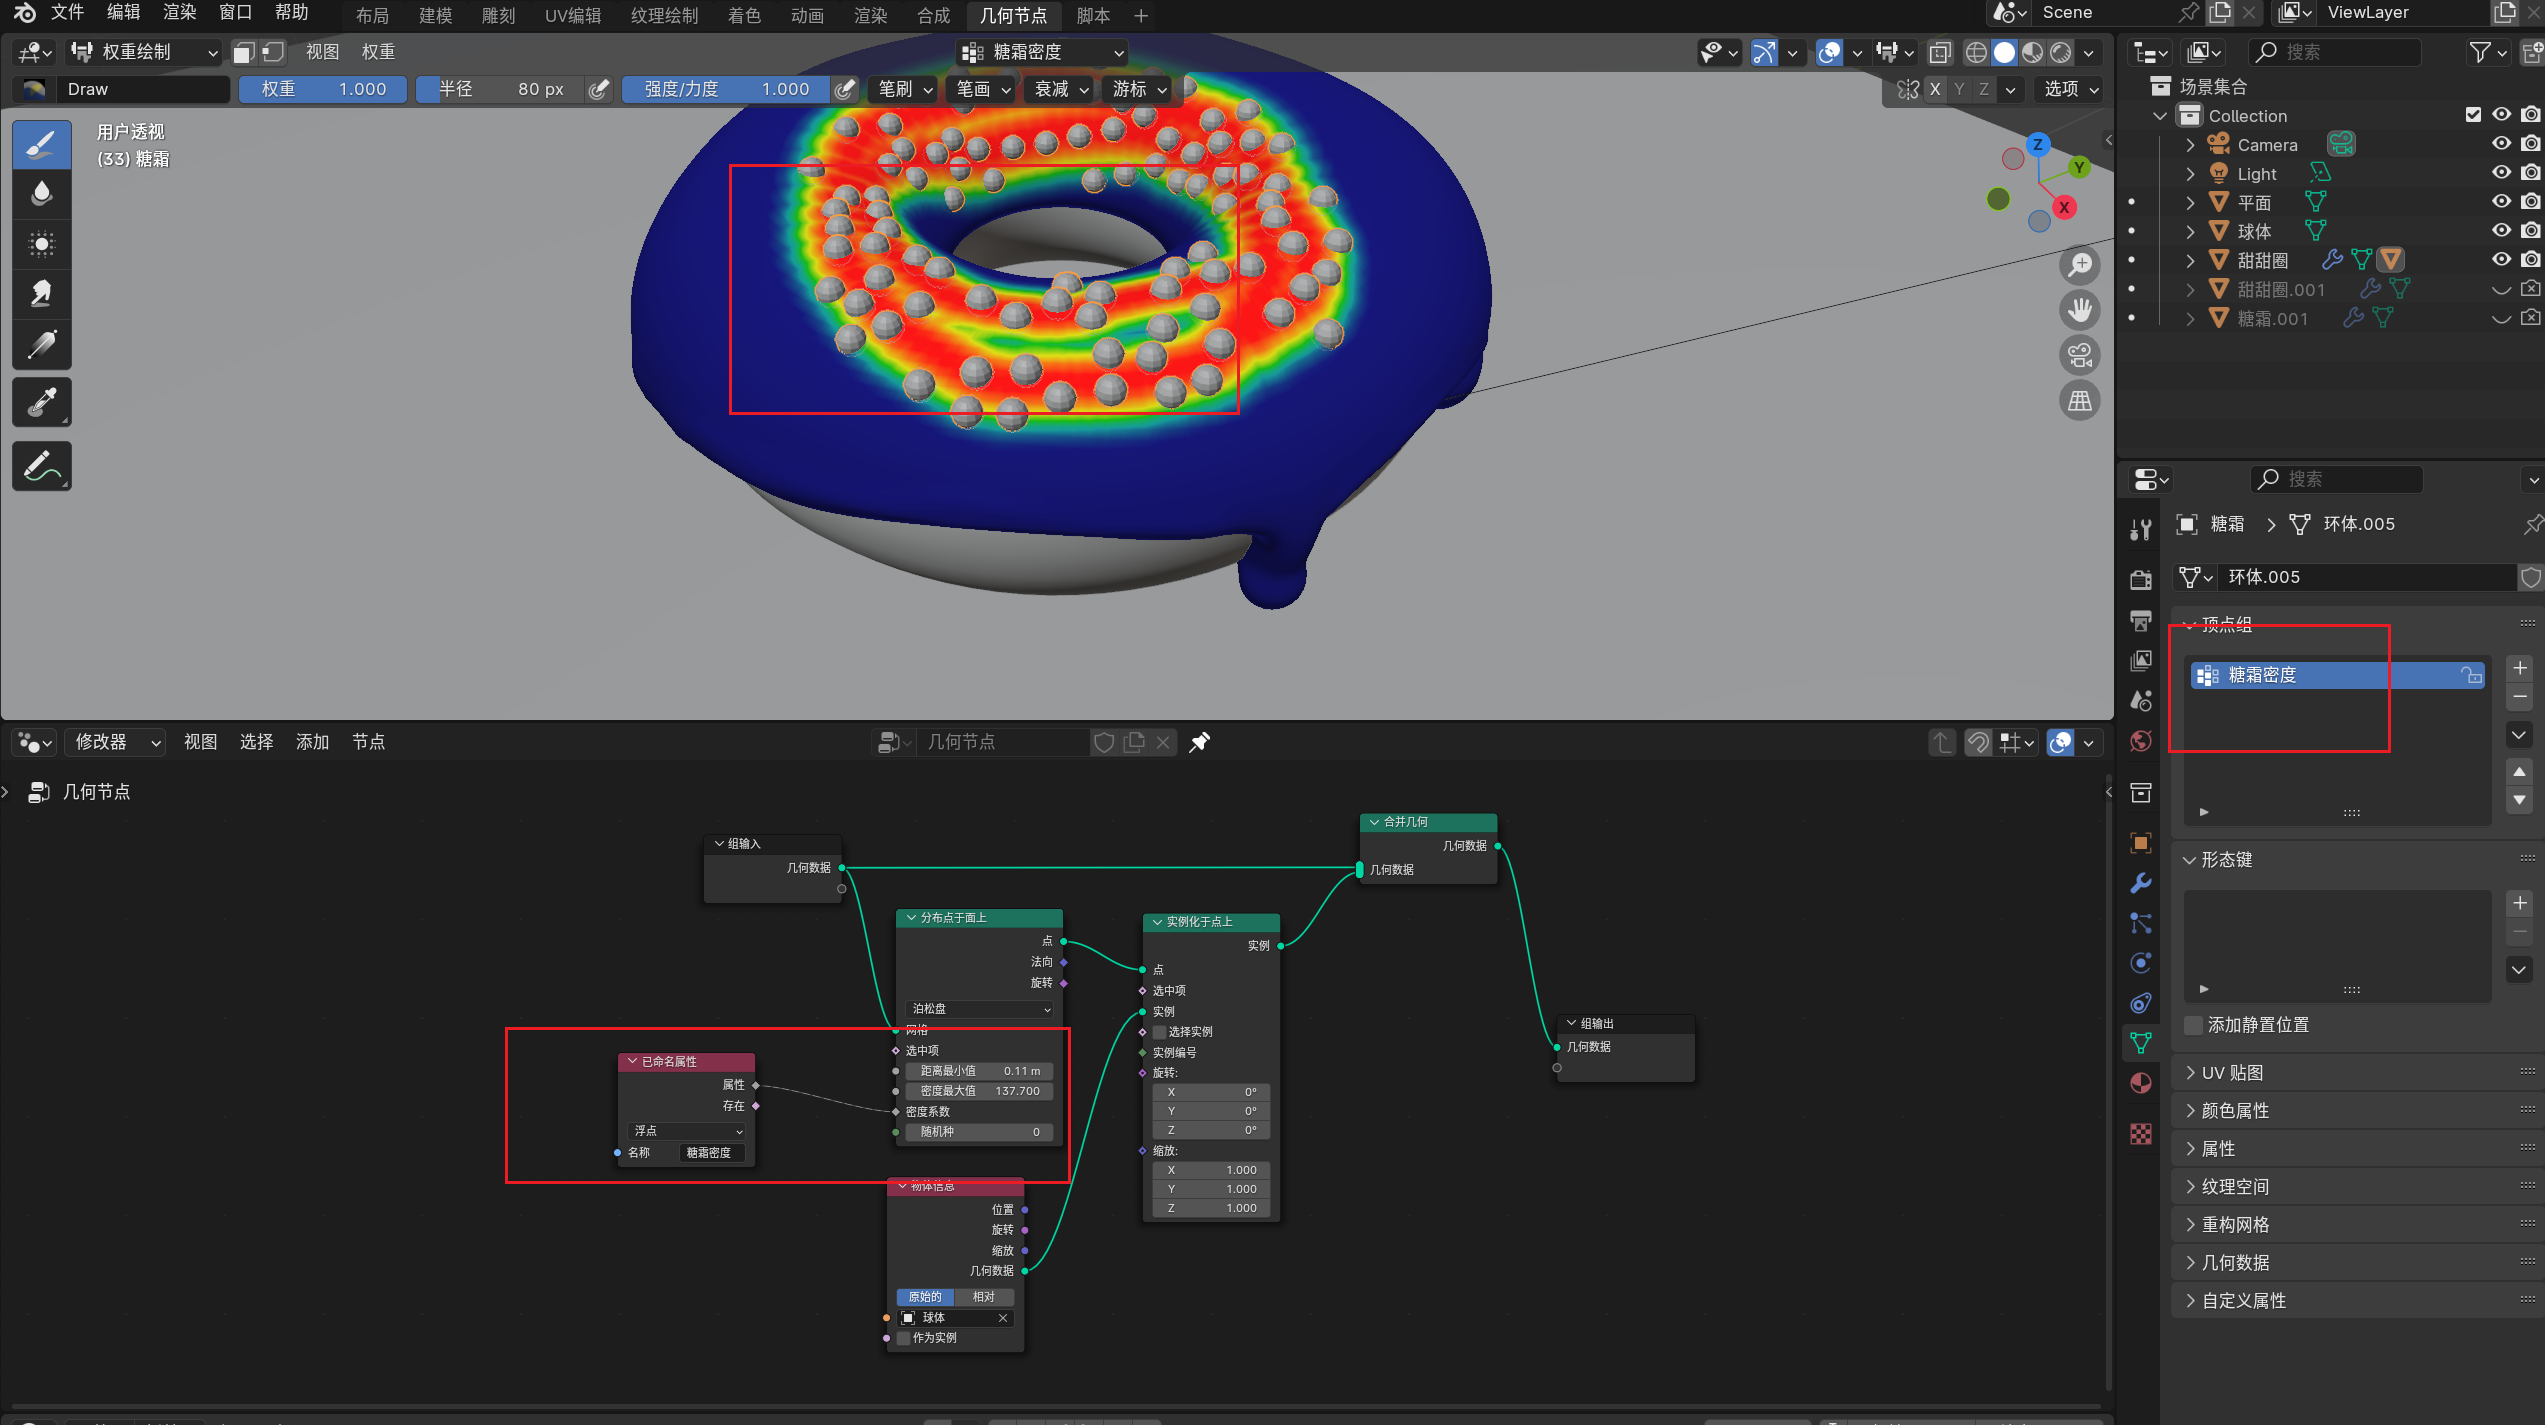 文件 编辑 渲染 窗口 帮助 布局 建模 雕刻 UV编辑 纹理绘制 着色 动画 渲染 合成 几何节点 脚本 Scene ViewLayer
权重绘制 视图 权重 糖霜密度 搜索
Draw 权重 1.000 半径 80 px 强度/力度 1.000 笔刷 笔画 衰减 游标 X Y Z 选项
用户透视
(33) 糖霜
Z
Y
X
场景集合
Collection
Camera
Light
平面
球体
甜甜圈
甜甜圈.001
糖霜.001
搜索
糖霜 环体.005
环体.005
顶点组
糖霜密度
形态键
添加静置位置
UV 贴图
颜色属性
属性
纹理空间
重构网格
几何数据
自定义属性
修改器 视图 选择 添加 节点 几何节点
几何节点
组输入
几何数据
合并几何
几何数据
几何数据
分布点于面上
点
法向
旋转
泊松盘
网格
选中项
距离最小值 0.11 m
密度最大值 137.700
密度系数
随机种 0
已命名属性
属性
存在
浮点
名称 糖霜密度
实例化于点上
实例
点
选中项
实例
选择实例
实例编号
旋转:
X 0°
Y 0°
Z 0°
缩放:
X 1.000
Y 1.000
Z 1.000
组输出
几何数据
物体信息
位置
旋转
缩放
几何数据
原始的 相对
球体
作为实例